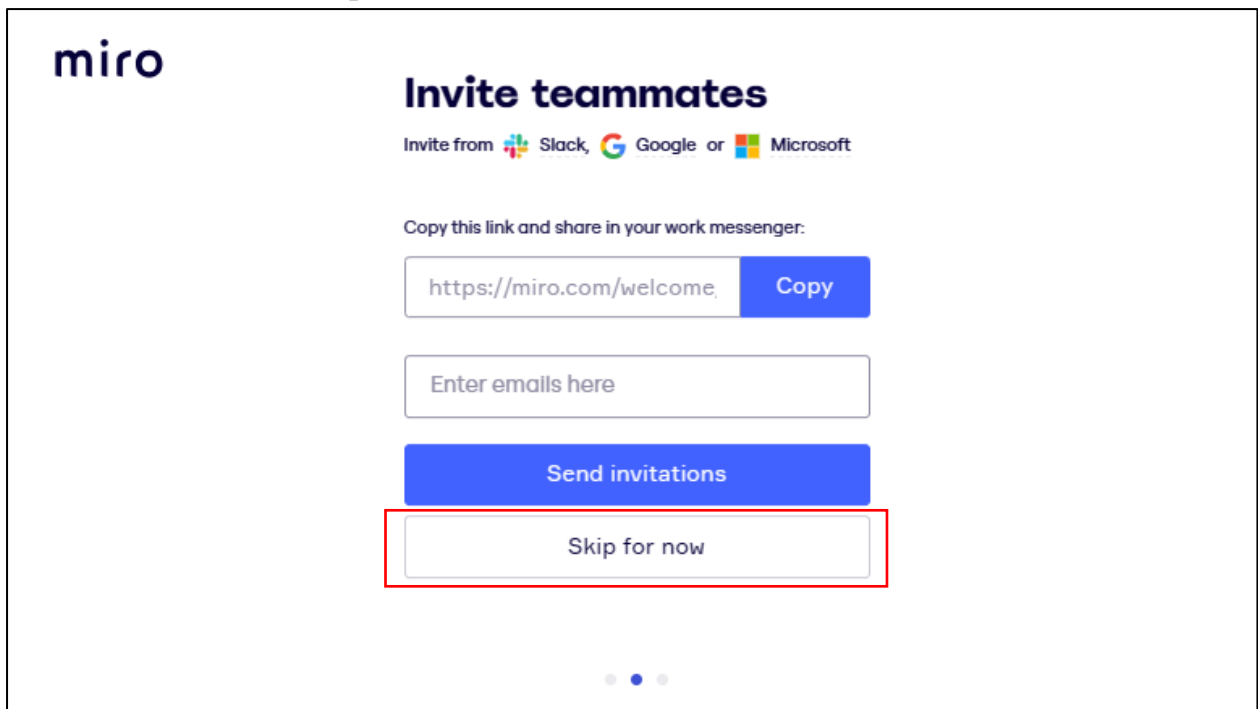 miro
Invite teammates
Invite from Slack, Google or Microsoft
Copy this link and share in your work messenger:
https://miro.com/welcome, Copy
Enter emails here
Send invitations
Skip for now